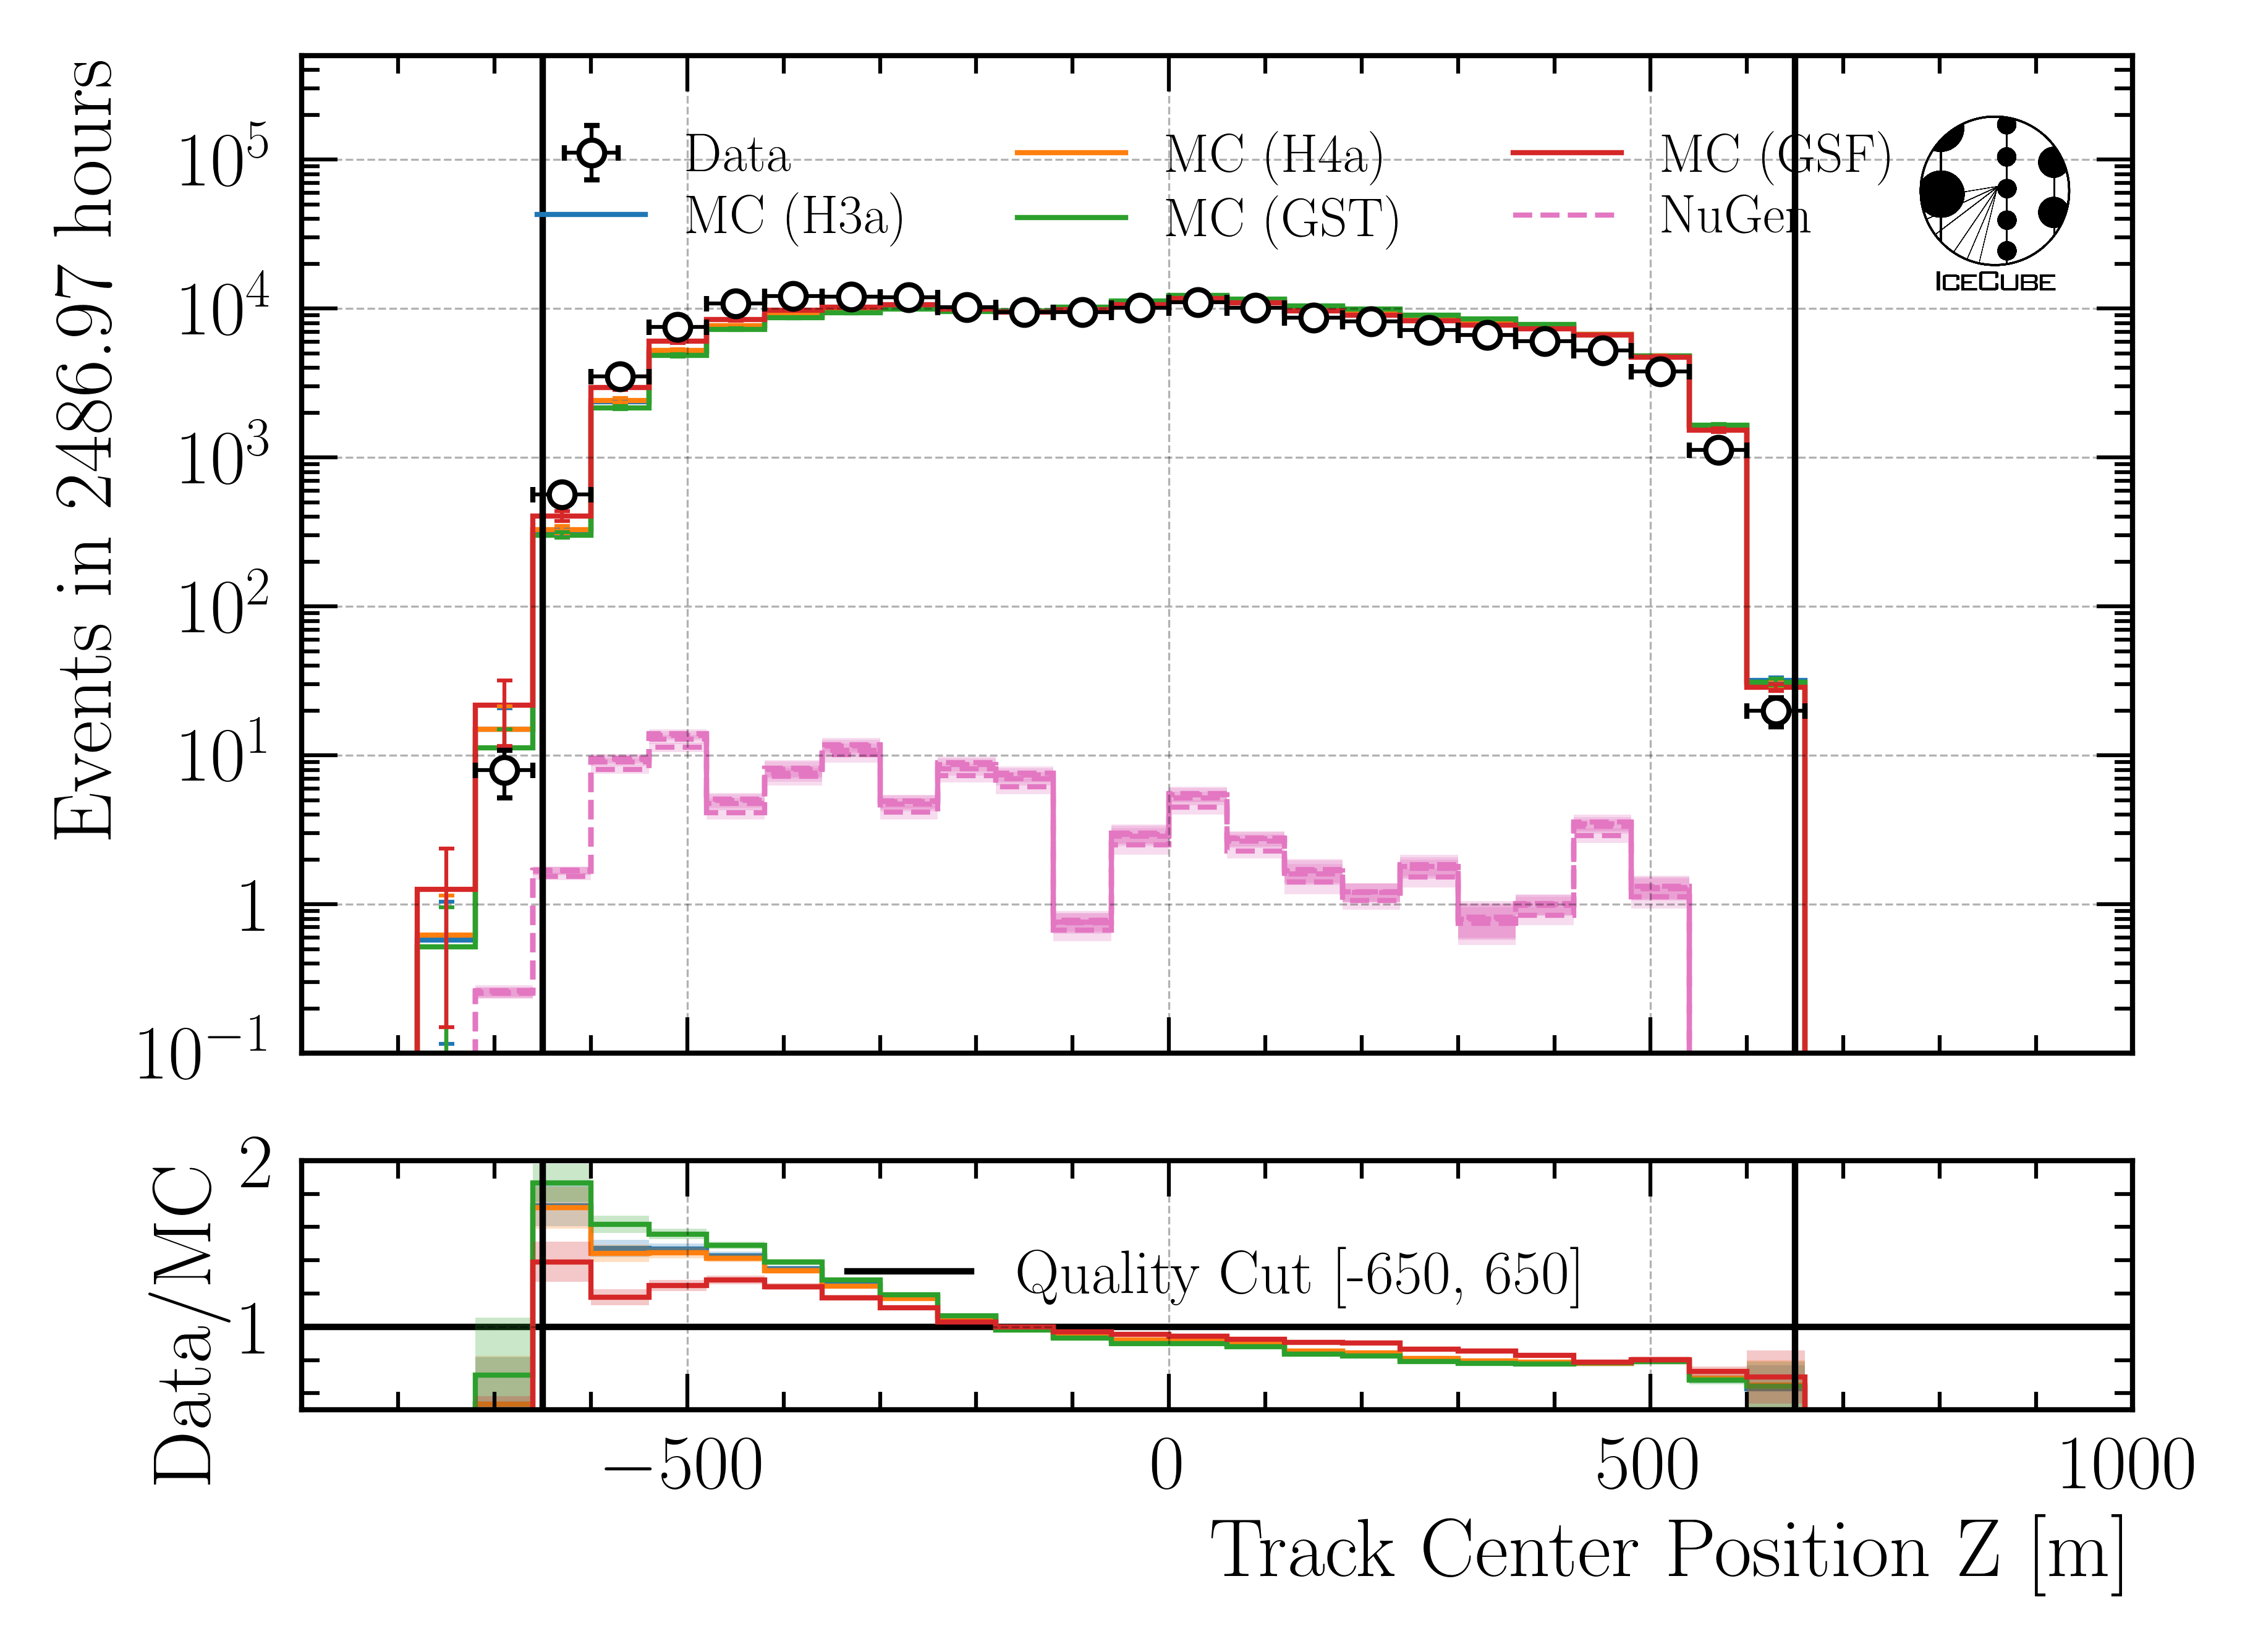 Events in 2486.97 hours
10^5
10^4
10^3
10^2
10^1
1
10^−1
Data
MC (H3a)
MC (H4a)
MC (GST)
MC (GSF)
NuGen
ICECUBE
Data/MC
2
1
Quality Cut [-650, 650]
−500 0 500 1000
Track Center Position Z [m]